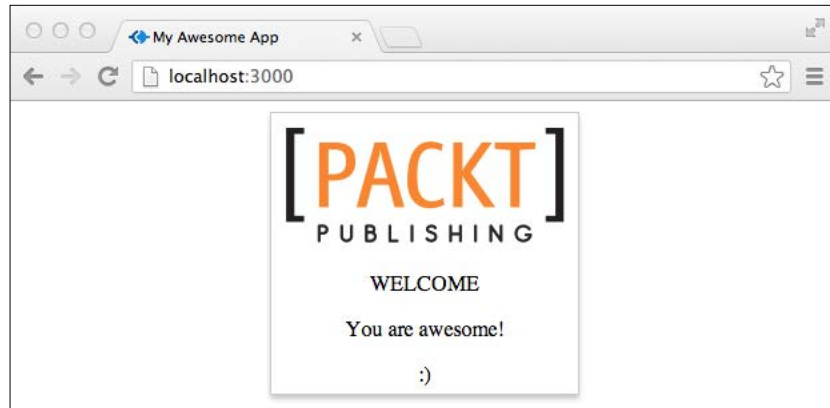 My Awesome App
localhost:3000
[PACKT]
PUBLISHING
WELCOME
You are awesome!
:)